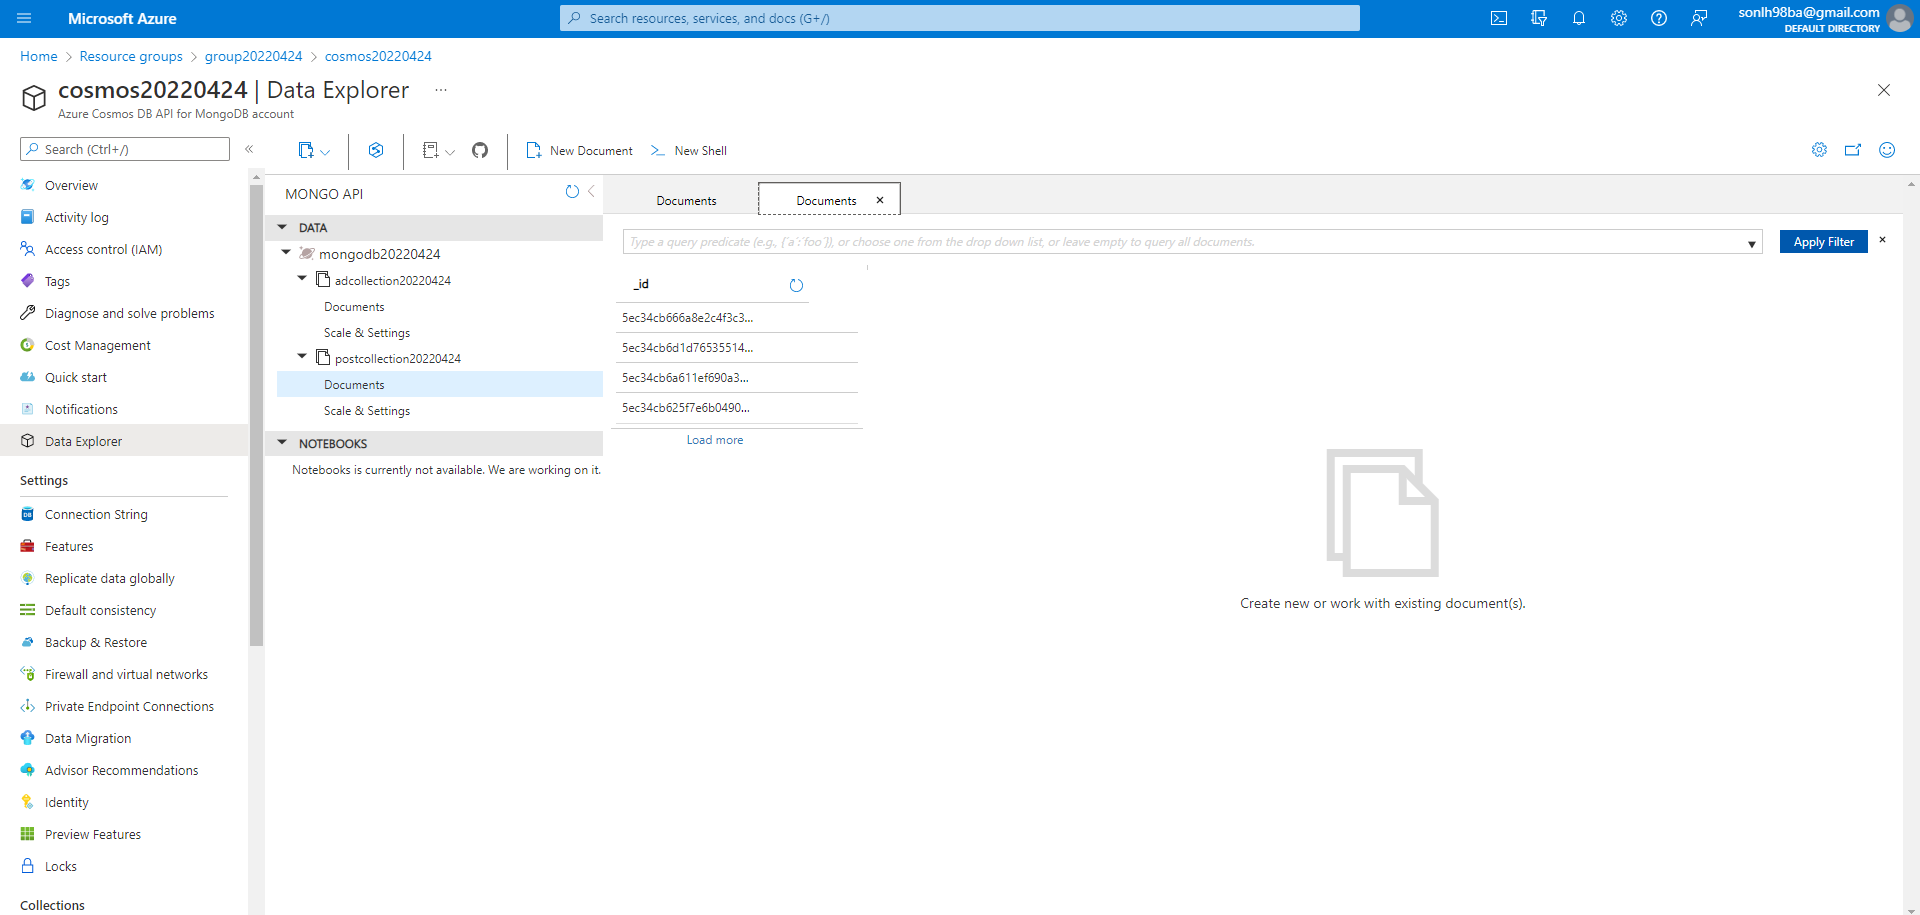 Microsoft Azure
Search resources, services, and docs (G+/)
sonlh98ba@gmail.com
DEFAULT DIRECTORY
Home > Resource groups > group20220424 > cosmos20220424
cosmos20220424 | Data Explorer ...
Azure Cosmos DB API for MongoDB account
Search (Ctrl+/)
«
Overview
Activity log
Access control (IAM)
Tags
Diagnose and solve problems
Cost Management
Quick start
Notifications
Data Explorer
Settings
Connection String
Features
Replicate data globally
Default consistency
Backup & Restore
Firewall and virtual networks
Private Endpoint Connections
Data Migration
Advisor Recommendations
Identity
Preview Features
Locks
Collections
New Document
New Shell
MONGO API
DATA
mongodb20220424
adcollection20220424
Documents
Scale & Settings
postcollection20220424
Documents
Scale & Settings
NOTEBOOKS
Notebooks is currently not available. We are working on it.
Documents
Documents
Type a query predicate (e.g., {´a´:´foo´}), or choose one from the drop down list, or leave empty to query all documents.
Apply Filter
_id
5ec34cb666a8e2c4f3c3...
5ec34cb6d1d76535514...
5ec34cb6a611ef690a3...
5ec34cb625f7e6b0490...
Load more
Create new or work with existing document(s).